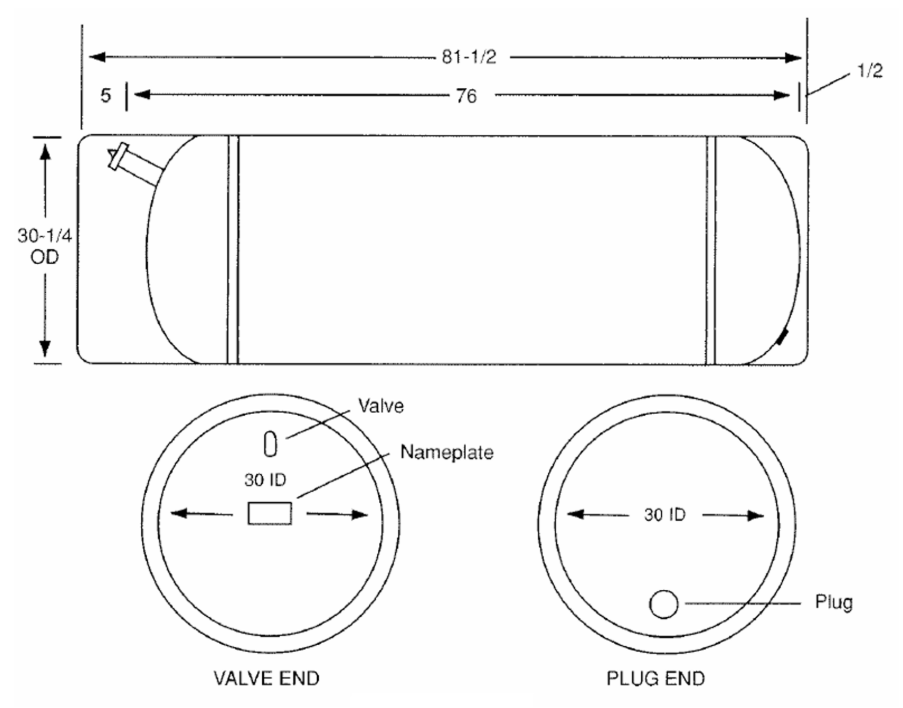 81-1/2
1/2
5
76
30-1/4
OD
Valve
Nameplate
30 ID
30 ID
Plug
VALVE END
PLUG END